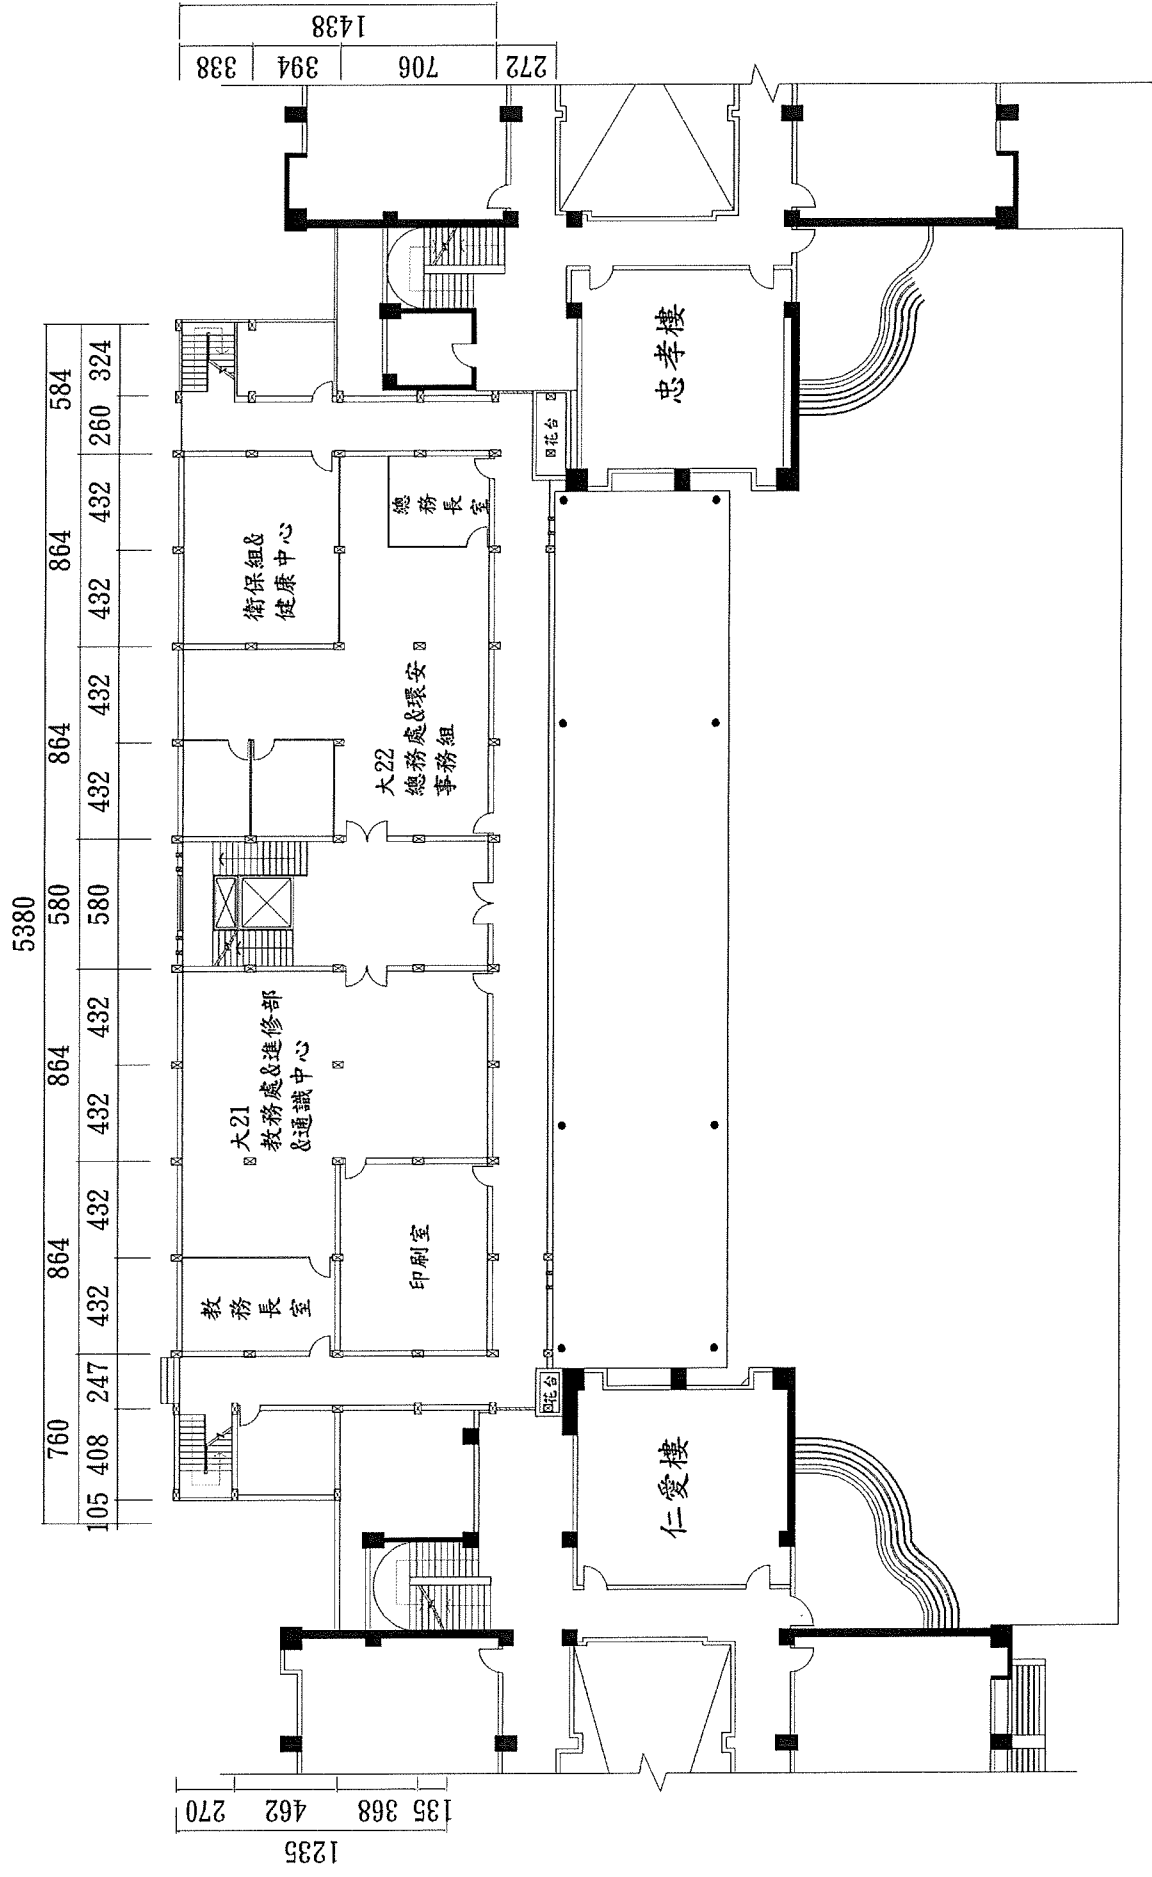 5380
760
864
864
580
864
864
584
105
408
247
432
432
432
432
580
432
432
432
432
260
324
1438
338
394
706
272
270
462
368
135
1235
教務長室
印刷室
大21
教務處&進修部
&通識中心
大22
總務處&環安
事務組
衛保組&
健康中心
總務長室
花台
花台
仁愛樓
忠孝樓